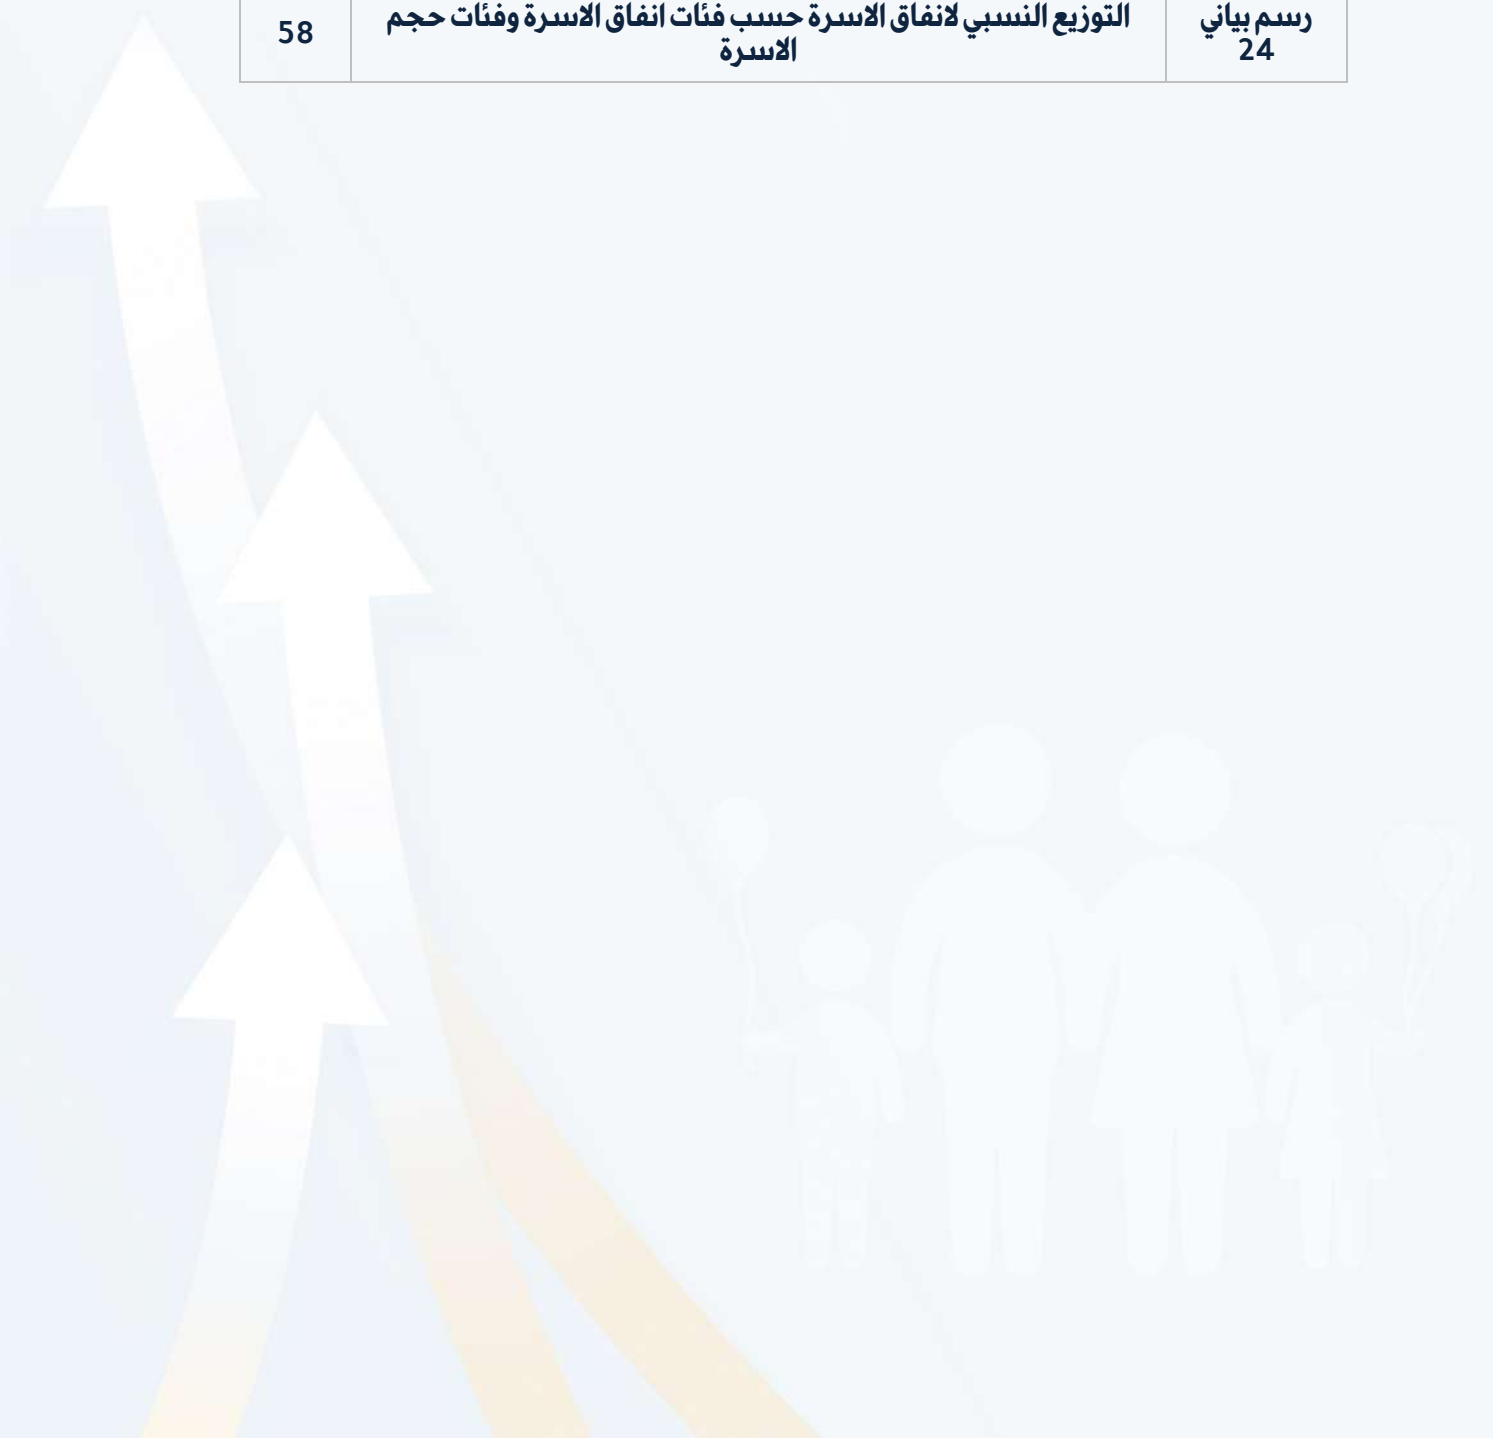 رسم بياني
24
التوزيع النسبي لانفاق الاسرة حسب فئات انفاق الاسرة وفئات حجم
الاسرة
58